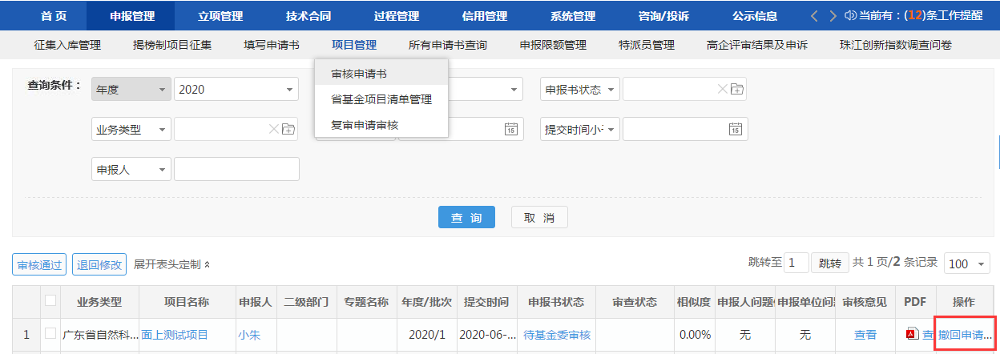 首 页 申报管理 立项管理 技术合同 过程管理 信用管理 系统管理 咨询/投诉 公示信息 当前有：(12)条工作提醒
征集入库管理 揭榜制项目征集 填写申请书 项目管理 所有申请书查询 申报限额管理 特派员管理 高企评审结果及申诉 珠江创新指数调查问卷
审核申请书
省基金项目清单管理
复审申请审核
查询条件： 年度 2020 申报书状态
业务类型 15 提交时间小于 15
申报人
查 询 取 消
审核通过 退回修改 展开表头定制 跳转至 1 跳转 共 1 页/2 条记录 100
业务类型 项目名称 申报人 二级部门 专题名称 年度/批次 提交时间 申报书状态 审查状态 相似度 申报人问题 申报单位问 审核意见 PDF 操作
1 广东省自然科... 面上测试项目 小朱 2020/1 2020-06-... 待基金委审核 0.00% 无 无 查看 查 撤回申请...